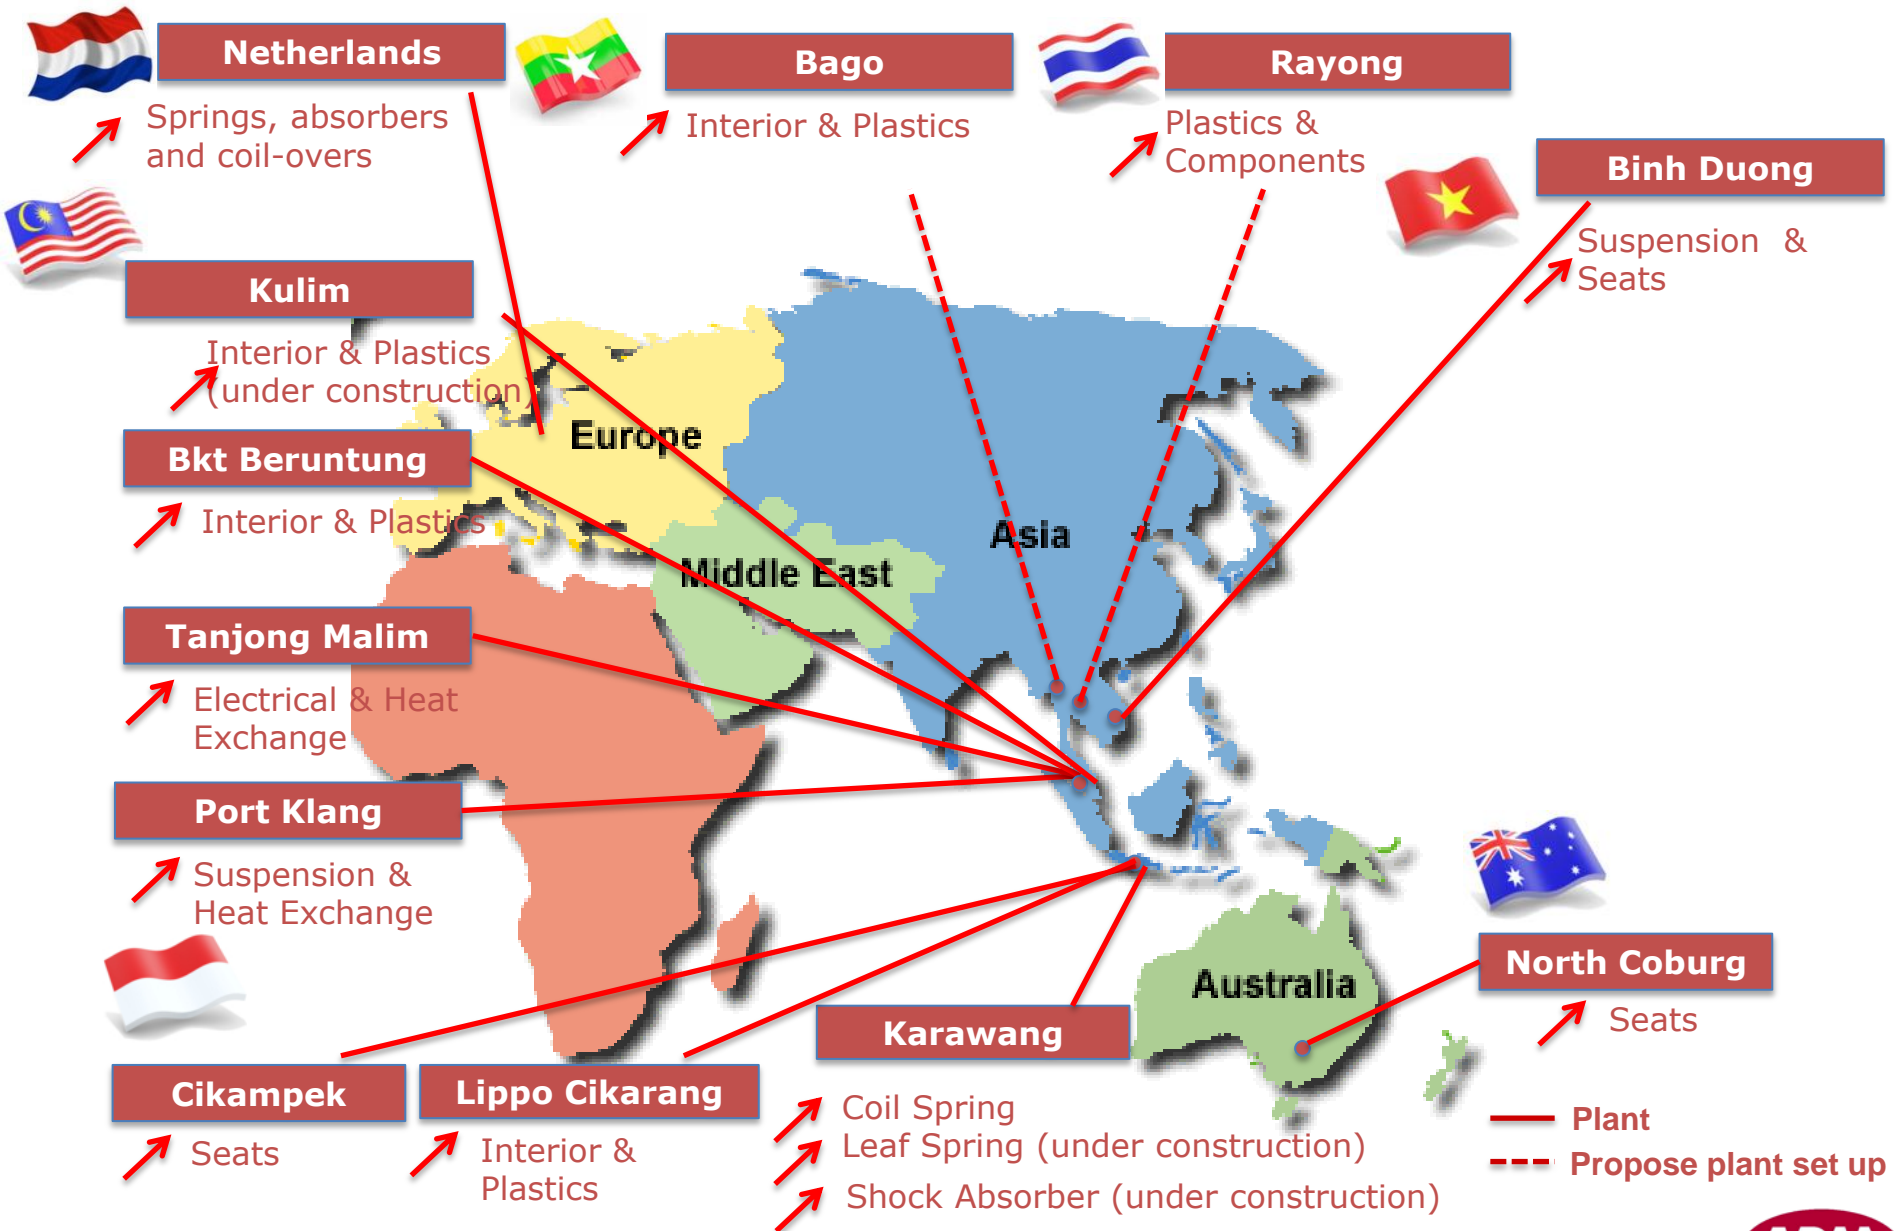 Netherlands
Springs, absorbers
and coil-overs
Bago
Interior & Plastics
Rayong
Plastics &
Components
Binh Duong
Suspension &
Seats
Kulim
Interior & Plastics
(under construction)
Bkt Beruntung
Interior & Plastics
Tanjong Malim
Electrical & Heat
Exchange
Port Klang
Suspension &
Heat Exchange
Europe
Middle East
Asia
Australia
North Coburg
Seats
Cikampek
Seats
Lippo Cikarang
Interior &
Plastics
Karawang
Coil Spring
Leaf Spring (under construction)
Shock Absorber (under construction)
Plant
Propose plant set up